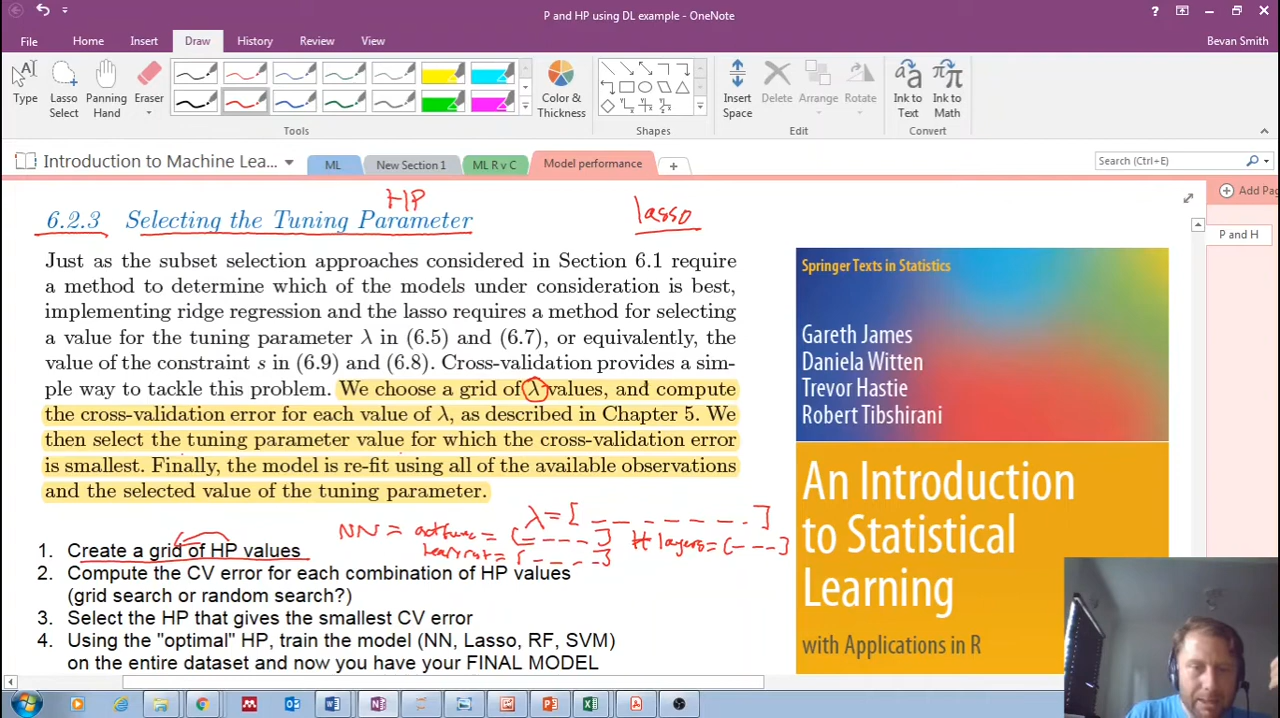 P and HP using DL example - OneNote
?
File
Home
Insert
Draw
History
Review
View
Bevan Smith
Type
Lasso Select
Panning Hand
Eraser
Color & Thickness
Insert Space
Delete
Arrange
Rotate
Ink to Text
Ink to Math
Tools
Shapes
Edit
Convert
Introduction to Machine Lea...
ML
New Section 1
ML R v C
Model performance
Search (Ctrl+E)
Add Pag
P and H
HP
lasso
6.2.3 Selecting the Tuning Parameter
Just as the subset selection approaches considered in Section 6.1 require
a method to determine which of the models under consideration is best,
implementing ridge regression and the lasso requires a method for selecting
a value for the tuning parameter λ in (6.5) and (6.7), or equivalently, the
value of the constraint s in (6.9) and (6.8). Cross-validation provides a sim-
ple way to tackle this problem. We choose a grid of λ values, and compute
the cross-validation error for each value of λ, as described in Chapter 5. We
then select the tuning parameter value for which the cross-validation error
is smallest. Finally, the model is re-fit using all of the available observations
and the selected value of the tuning parameter.
λ = [ _ _ _ _ _ _ . ]
NN =
= [ _ - - - ]
# layers = [ - - - ]
= [ - - - - ]
1. Create a grid of HP values
2. Compute the CV error for each combination of HP values
(grid search or random search?)
3. Select the HP that gives the smallest CV error
4. Using the "optimal" HP, train the model (NN, Lasso, RF, SVM)
on the entire dataset and now you have your FINAL MODEL
Springer Texts in Statistics
Gareth James
Daniela Witten
Trevor Hastie
Robert Tibshirani
An Introduction
to Statistical
Learning
with Applications in R